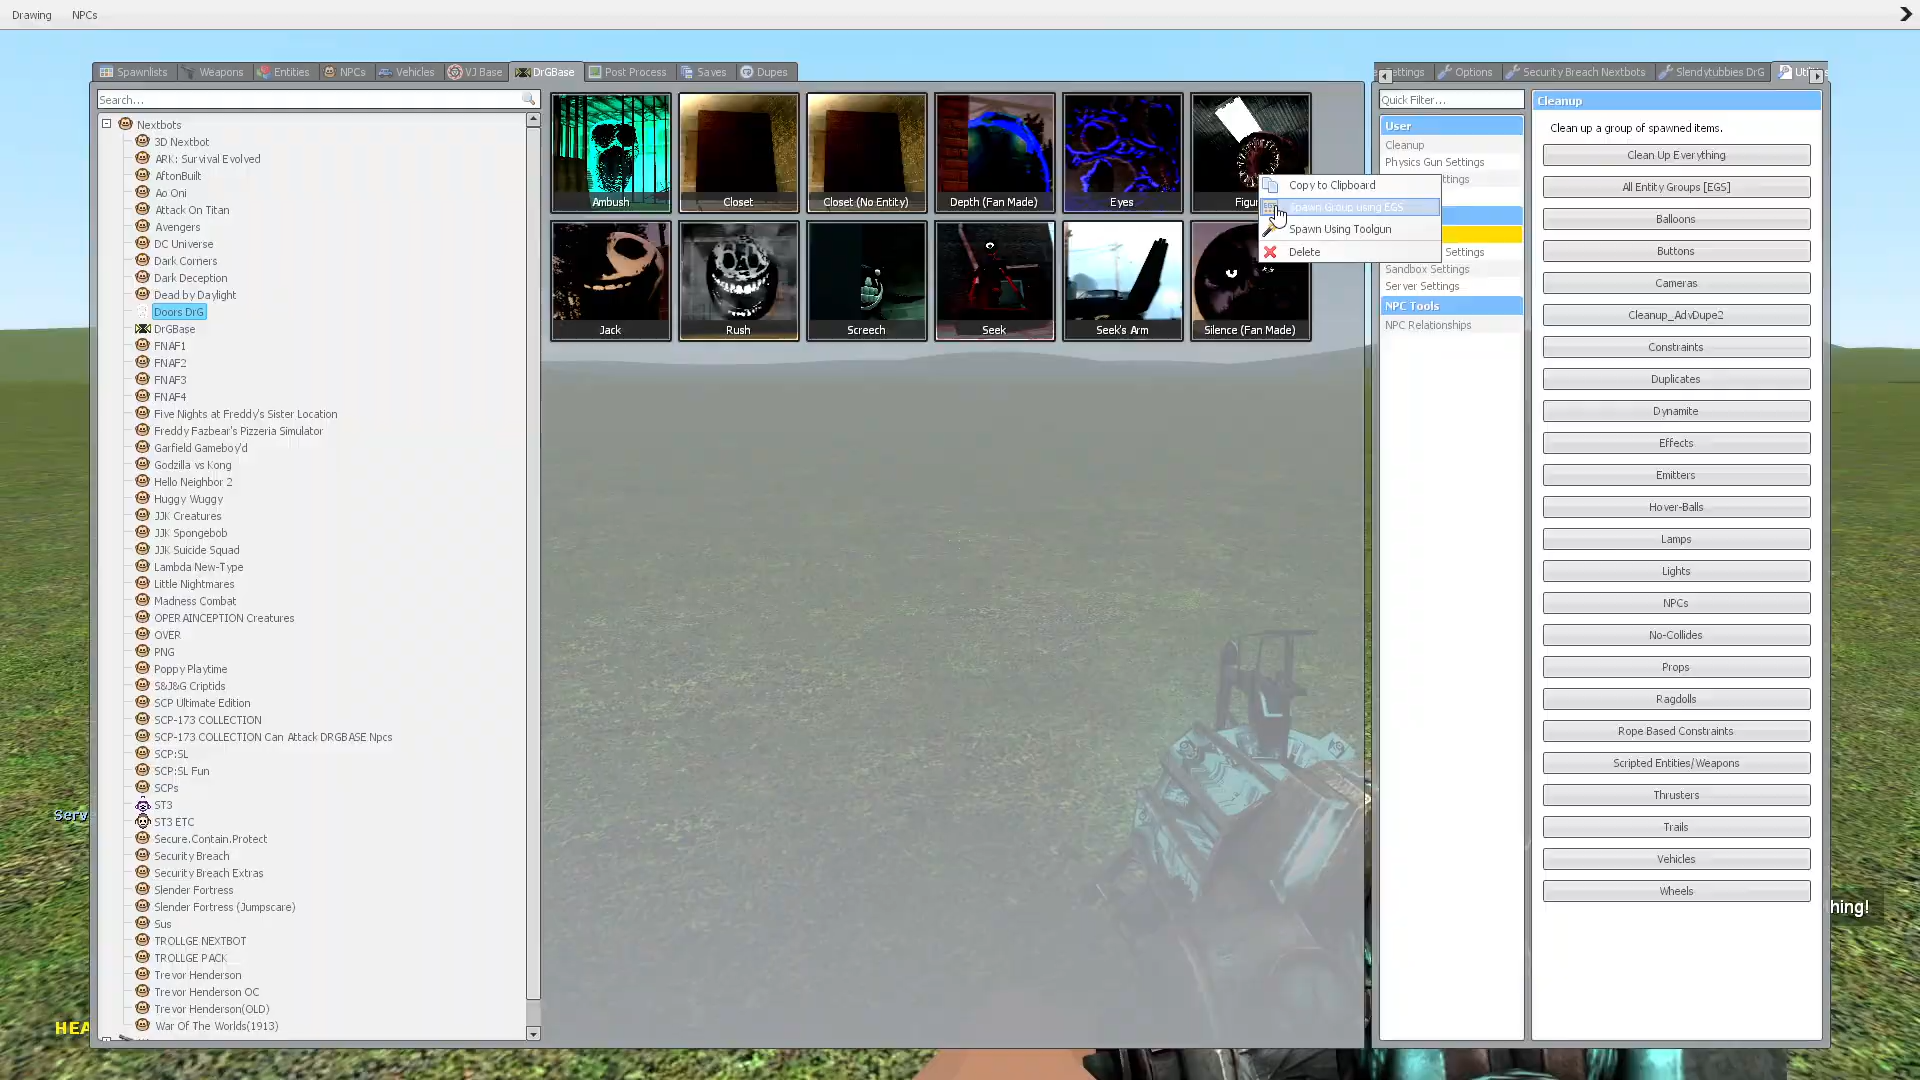 Drawing NPCs
Spawnlists Weapons Entities NPCs Vehicles VJ Base DrGBase Post Process Saves Dupes
Search...
Nextbots
3D Nextbot
ARK: Survival Evolved
AftonBuilt
Ao Oni
Attack On Titan
Avengers
DC Universe
Dark Corners
Dark Deception
Dead by Daylight
Doors DrG
DrGBase
FNAF1
FNAF2
FNAF3
FNAF4
Five Nights at Freddy's Sister Location
Freddy Fazbear's Pizzeria Simulator
Garfield Gameboy'd
Godzilla vs Kong
Hello Neighbor 2
Huggy Wuggy
JJK Creatures
JJK Spongebob
JJK Suicide Squad
Lambda New-Type
Little Nightmares
Madness Combat
OPERAINCEPTION Creatures
OVER
PNG
Poppy Playtime
S&J&G Criptids
SCP Ultimate Edition
SCP-173 COLLECTION
SCP-173 COLLECTION Can Attack DRGBASE Npcs
SCP:SL
SCP:SL Fun
SCPs
ST3
ST3 ETC
Secure.Contain.Protect
Security Breach
Security Breach Extras
Slender Fortress
Slender Fortress (Jumpscare)
Sus
TROLLGE NEXTBOT
TROLLGE PACK
Trevor Henderson
Trevor Henderson OC
Trevor Henderson(OLD)
War Of The Worlds(1913)
Ambush Closet Closet (No Entity) Depth (Fan Made) Eyes Figur
Jack Rush Screech Seek Seek's Arm Silence (Fan Made)
Copy to Clipboard
Spawn Group using EGS
Spawn Using Toolgun
Delete
Settings Options Security Breach Nextbots Slendytubbies DrG Util
Quick Filter...
User
Cleanup
Physics Gun Settings
ettings
Settings
Sandbox Settings
Server Settings
NPC Tools
NPC Relationships
Cleanup
Clean up a group of spawned items.
Clean Up Everything
All Entity Groups [EGS]
Balloons
Buttons
Cameras
Cleanup_AdvDupe2
Constraints
Duplicates
Dynamite
Effects
Emitters
Hover-Balls
Lamps
Lights
NPCs
No-Collides
Props
Ragdolls
Rope Based Constraints
Scripted Entities/Weapons
Thrusters
Trails
Vehicles
Wheels
Serv
HEA
hing!